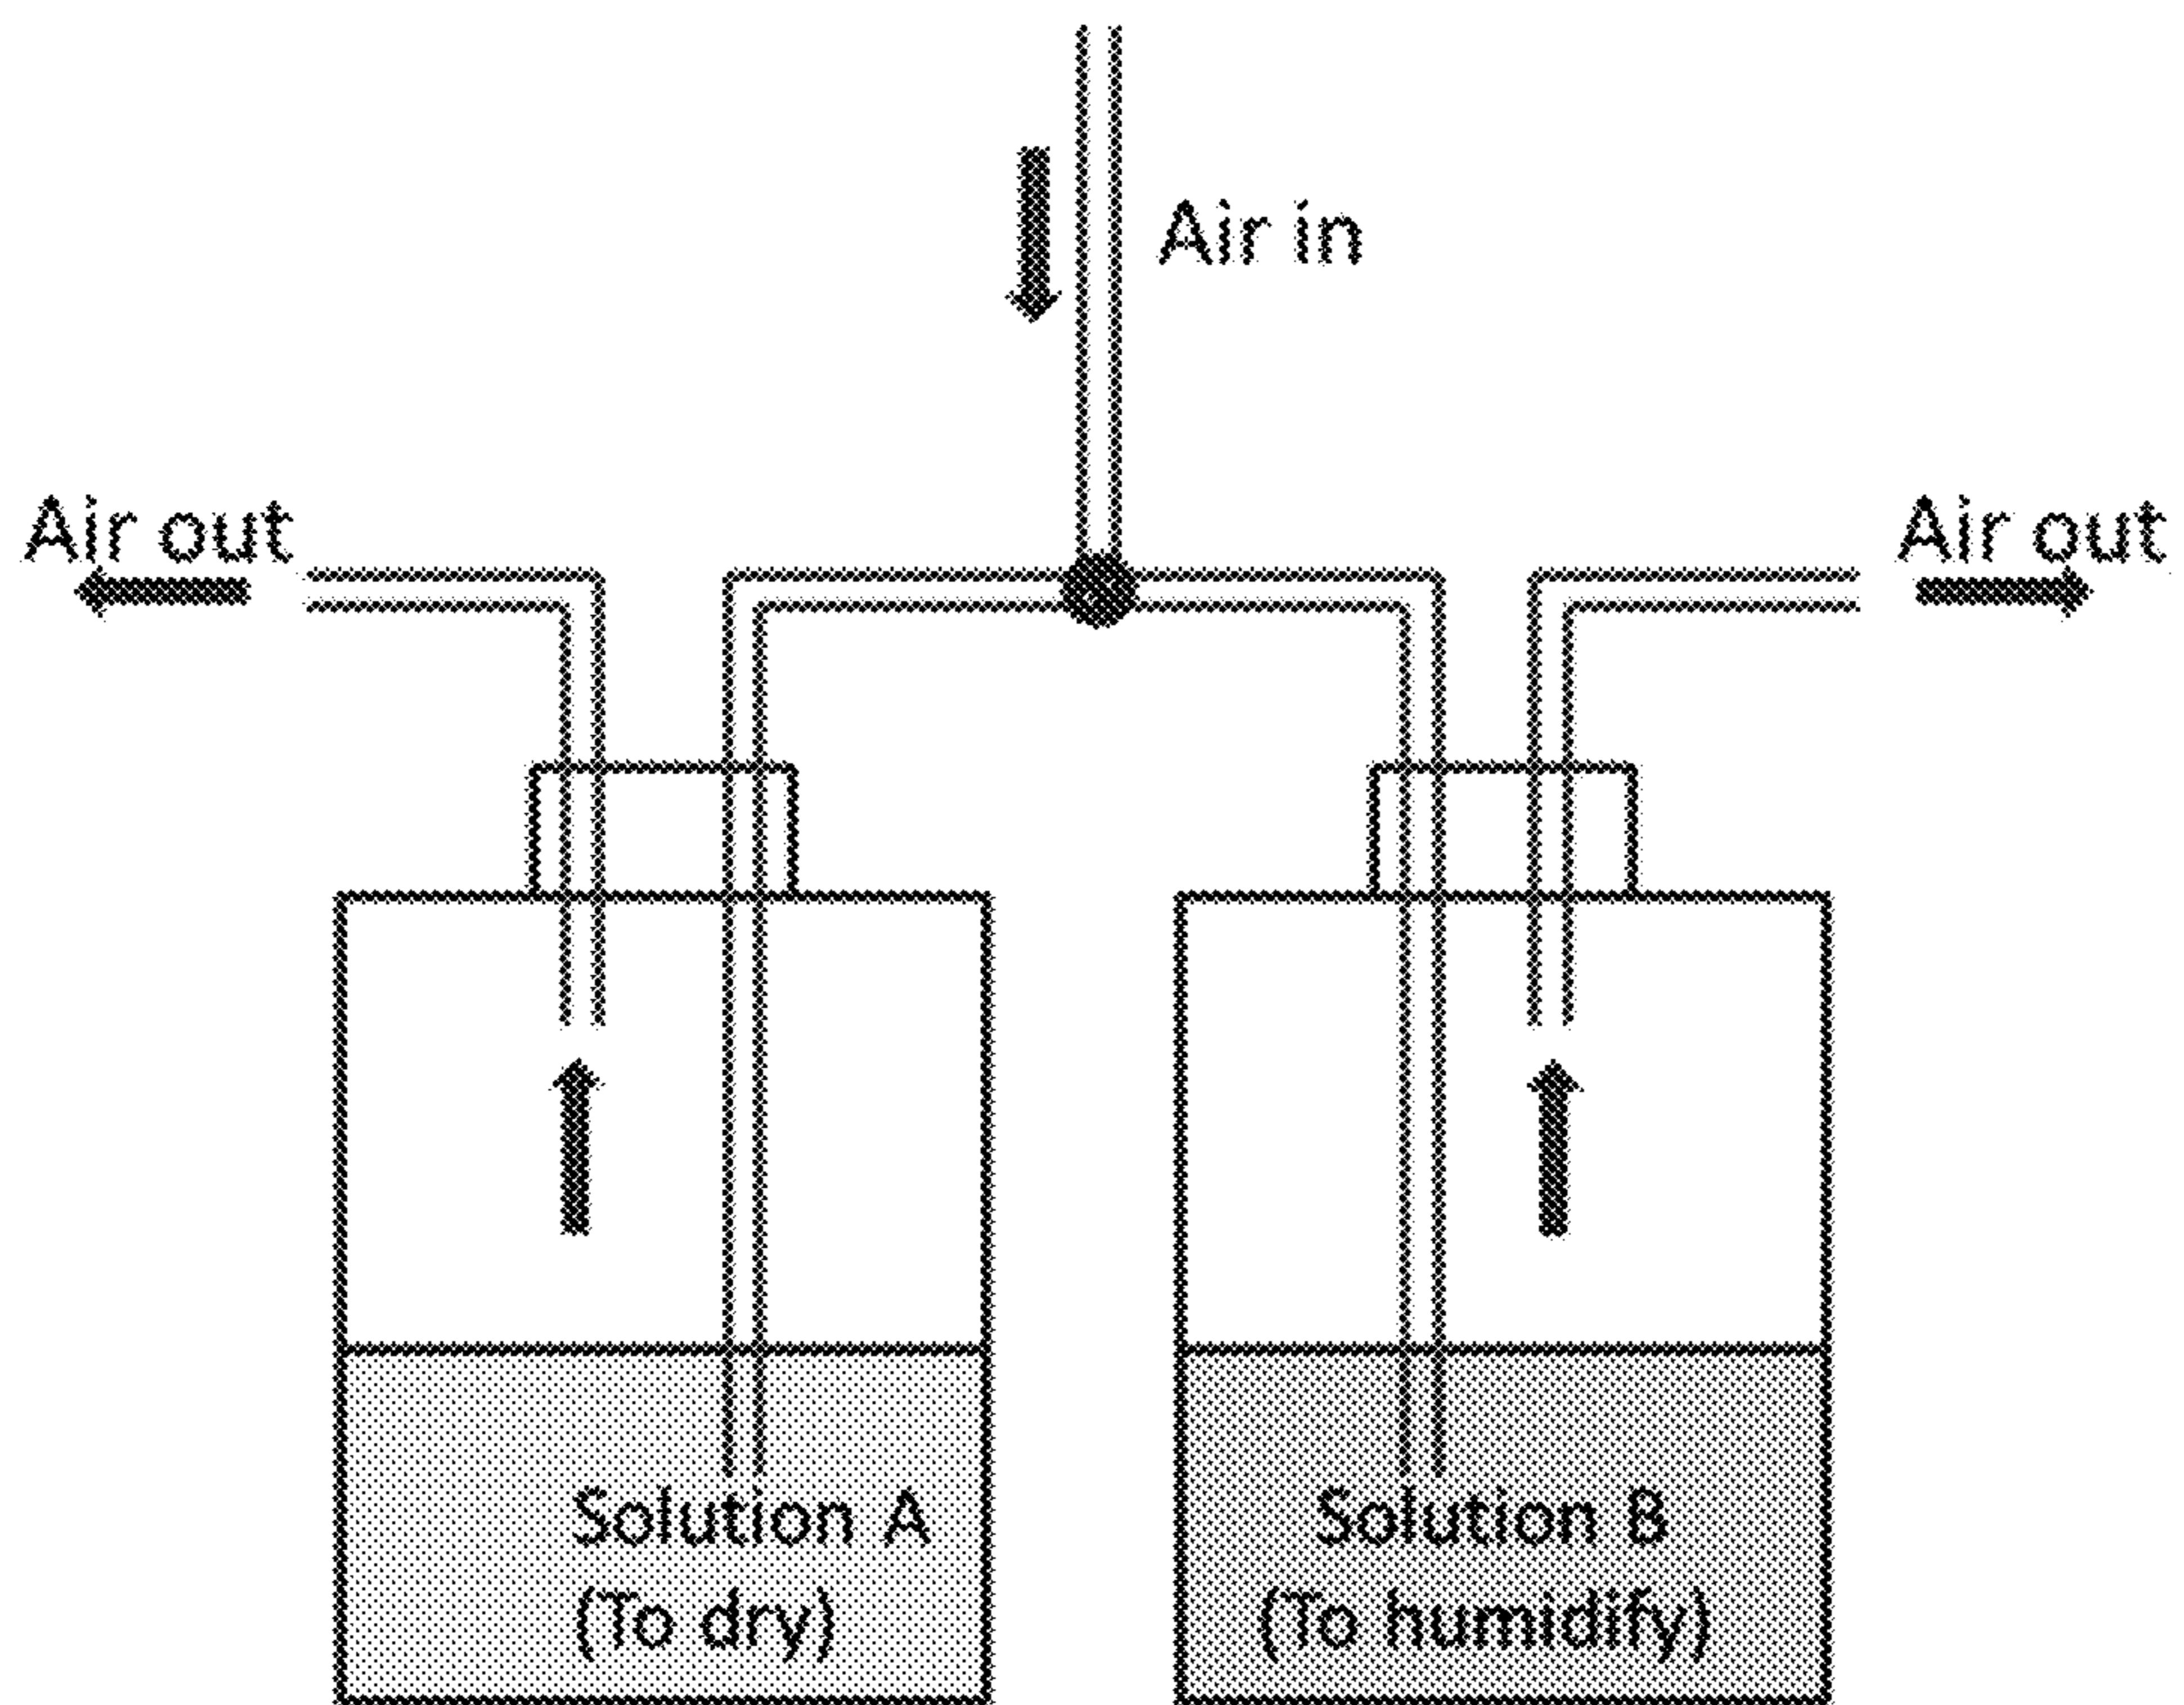 Air in
Air out
Air out
Solution A
(To dry)
Solution B
(To humidify)